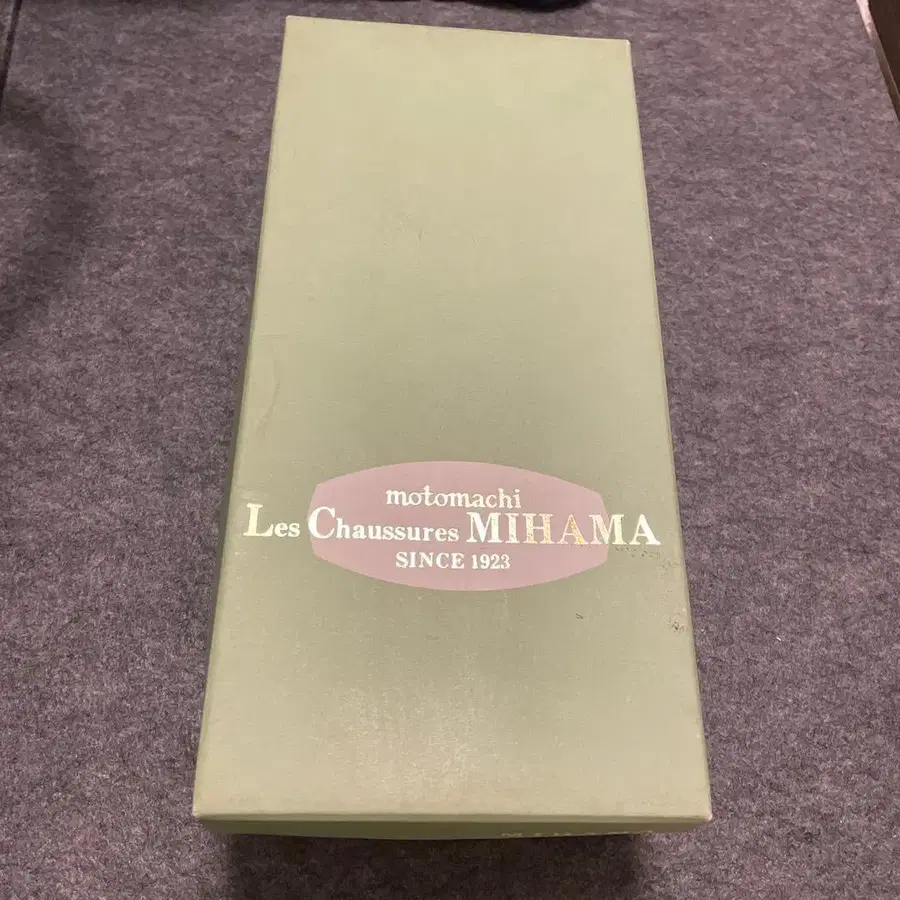 motomachi
Les Chaussures MIHAMA
SINCE 1923